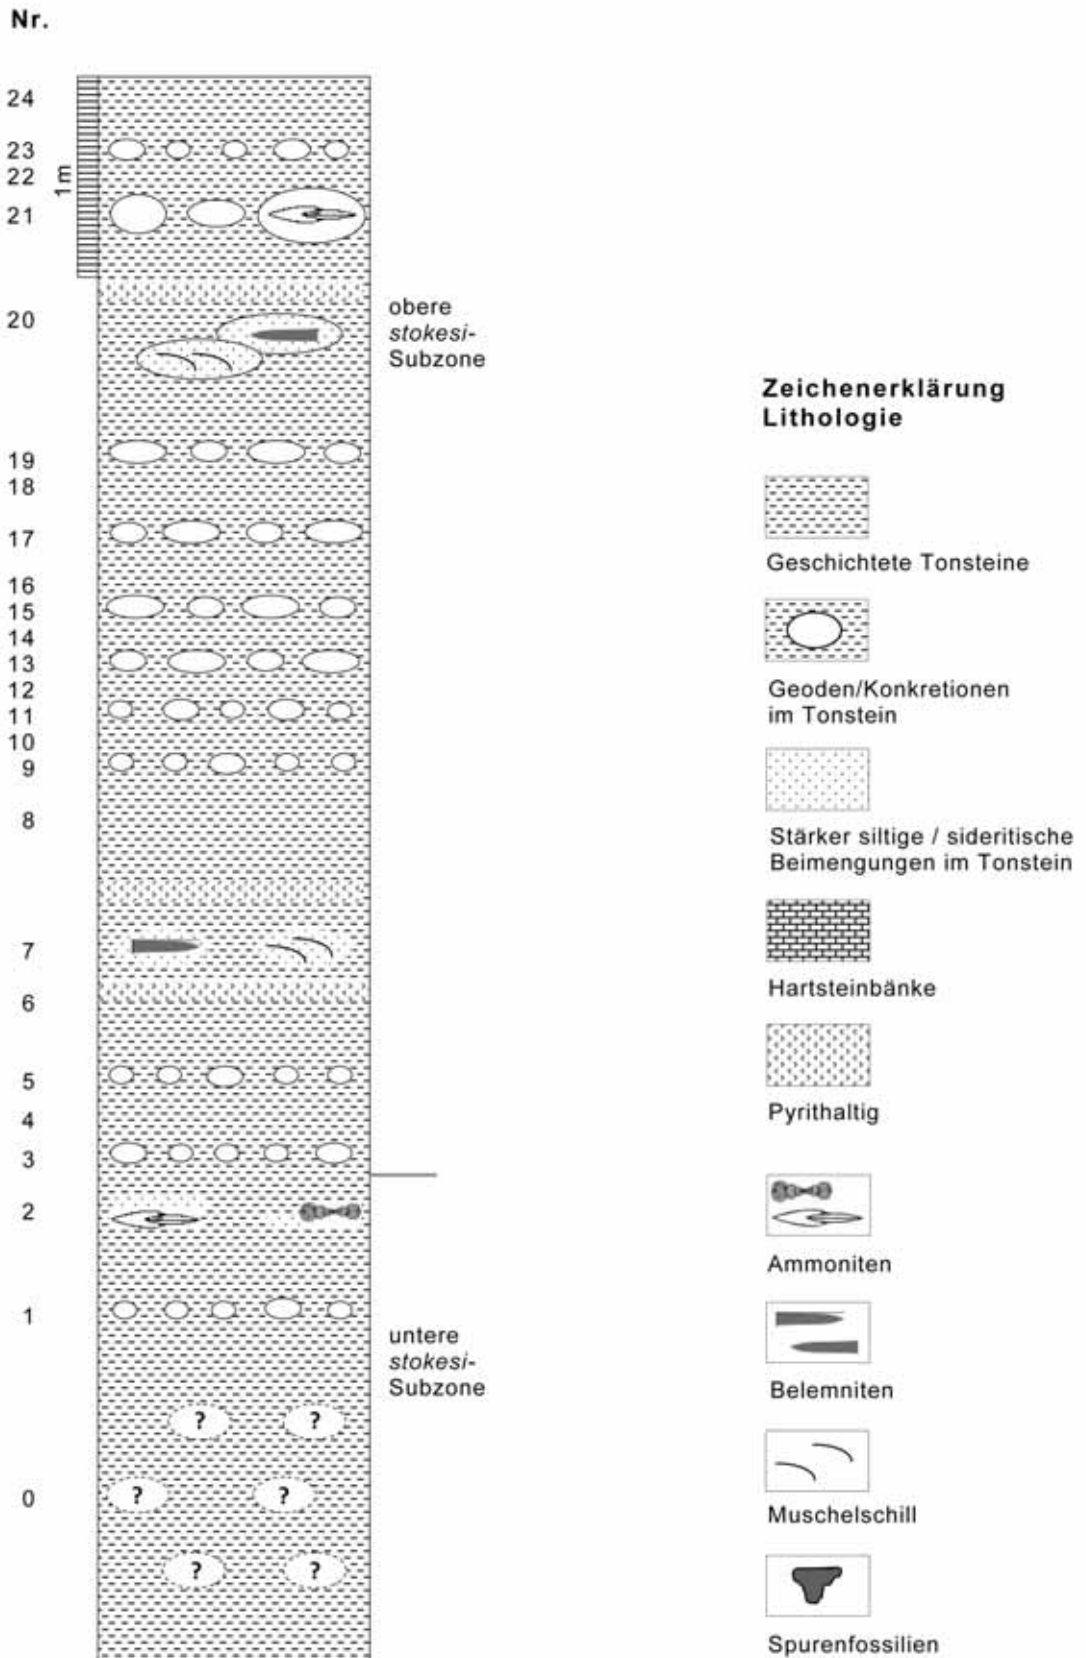 Nr.
24
23
22
1m
21
20
obere
stokesi-
Subzone
19
18
17
16
15
14
13
12
11
10
9
8
7
6
5
4
3
2
1
untere
stokesi-
Subzone
? ?
0
? ?
? ?
Zeichenerklärung
Lithologie
Geschichtete Tonsteine
Geoden/Konkretionen
im Tonstein
Stärker siltige / sideritische
Beimengungen im Tonstein
Hartsteinbänke
Pyrithaltig
Ammoniten
Belemniten
Muschelschill
Spurenfossilien